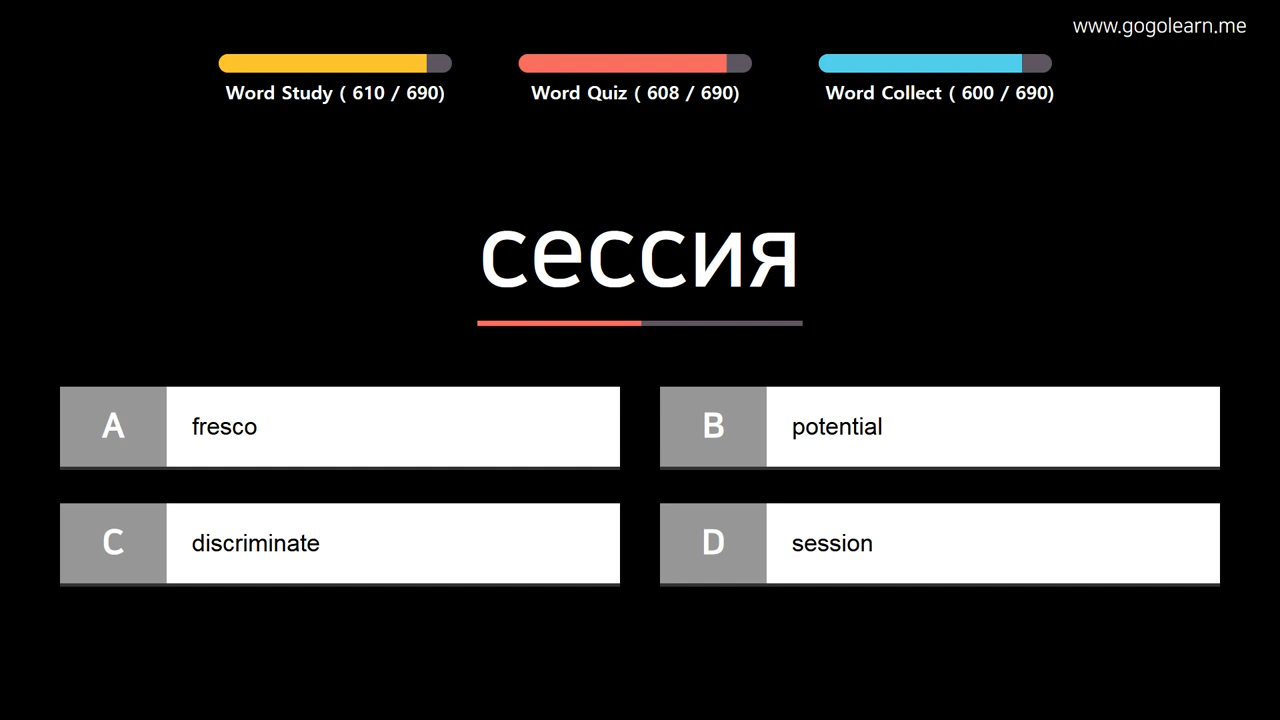 www.gogolearn.me
Word Study ( 610 / 690)
Word Quiz ( 608 / 690)
Word Collect ( 600 / 690)
сессия
A fresco
B potential
C discriminate
D session